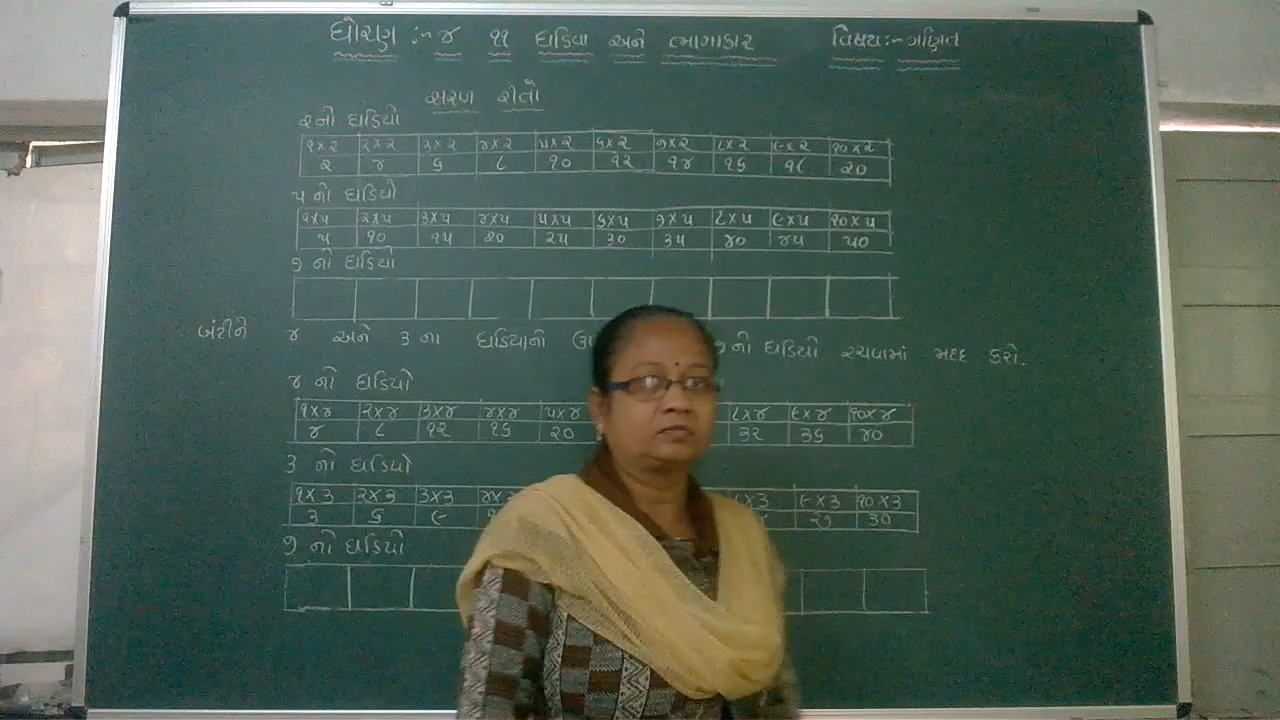 ધોરણ :- ૪ ૧૧ ઘડિયા અને ભાગાકાર વિષય:- ગણિત
સરળ રીતો
૨નો ઘડિયો
૧×૨ ૨×૨ ૩×૨ ૪×૨ ૫×૨ ૬×૨ ૭×૨ ૮×૨ ૯×૨ ૧૦×૨
૨ ૪ ૬ ૮ ૧૦ ૧૨ ૧૪ ૧૬ ૧૮ ૨૦
૫ નો ઘડિયો
૧×૫ ૨×૫ ૩×૫ ૪×૫ ૫×૫ ૬×૫ ૭×૫ ૮×૫ ૯×૫ ૧૦×૫
૫ ૧૦ ૧૫ ૨૦ ૨૫ ૩૦ ૩૫ ૪૦ ૪૫ ૫૦
૭ નો ઘડિયો
બંટીને ૪ અને ૩ ના ઘડિયાનો નો ઘડિયો રચવામાં મદદ કરો.
૪ નો ઘડિયો
૧×૪ ૨×૪ ૩×૪ ૪×૪ ૫×૪ ૮×૪ ૯×૪ ૧૦×૪
૪ ૮ ૧૨ ૧૬ ૨૦ ૩૨ ૩૬ ૪૦
૩ નો ઘડિયો
૧×૩ ૨×૩ ૩×૩ ૯×૩ ૧૦×૩
૩ ૬ ૯ ૨૭ ૩૦
૭ નો ઘડિયો